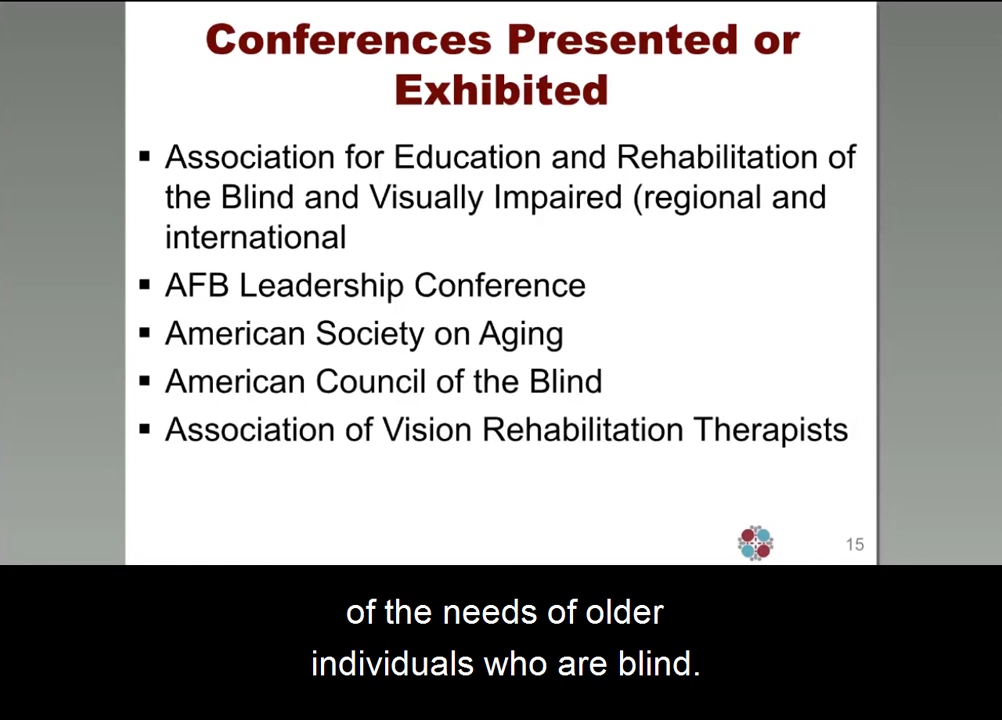 Conferences Presented or
Exhibited
▪ Association for Education and Rehabilitation of
the Blind and Visually Impaired (regional and
international
▪ AFB Leadership Conference
▪ American Society on Aging
▪ American Council of the Blind
▪ Association of Vision Rehabilitation Therapists
15
of the needs of older
individuals who are blind.